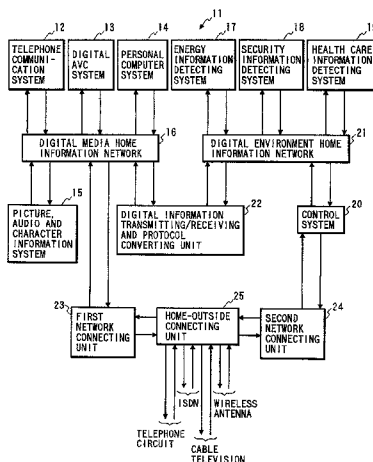 11
12
13
14
17
18
19
TELEPHONE
COMMUNI-
CATION
SYSTEM
DIGITAL
AVC
SYSTEM
PERSONAL
COMPUTER
SYSTEM
ENERGY
INFORMATION
DETECTING
SYSTEM
SECURITY
INFORMATION
DETECTING
SYSTEM
HEALTH CARE
INFORMATION
DETECTING
SYSTEM
DIGITAL MEDIA HOME
INFORMATION NETWORK
16
DIGITAL ENVIRONMENT HOME
INFORMATION NETWORK
21
15
PICTURE,
AUDIO AND
CHARACTER
INFORMATION
SYSTEM
DIGITAL INFORMATION
TRANSMITTING/RECEIVING
AND PROTOCOL
CONVERTING UNIT
22
20
CONTROL
SYSTEM
23
FIRST
NETWORK
CONNECTING
UNIT
25
HOME-OUTSIDE
CONNECTING
UNIT
24
SECOND
NETWORK
CONNECTING
UNIT
TELEPHONE
CIRCUIT
ISDN
CABLE
TELEVISION
WIRELESS
ANTENNA